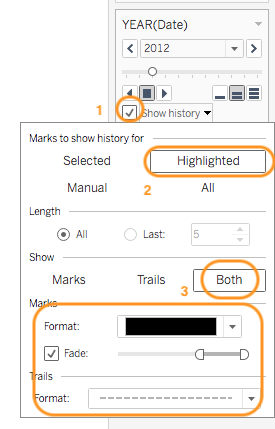 YEAR(Date)
2012
1
Show history
Marks to show history for
Selected Highlighted
Manual 2 All
Length
All Last: 5
Show
3
Marks Trails Both
Marks
Format:
Fade:
Trails
Format: